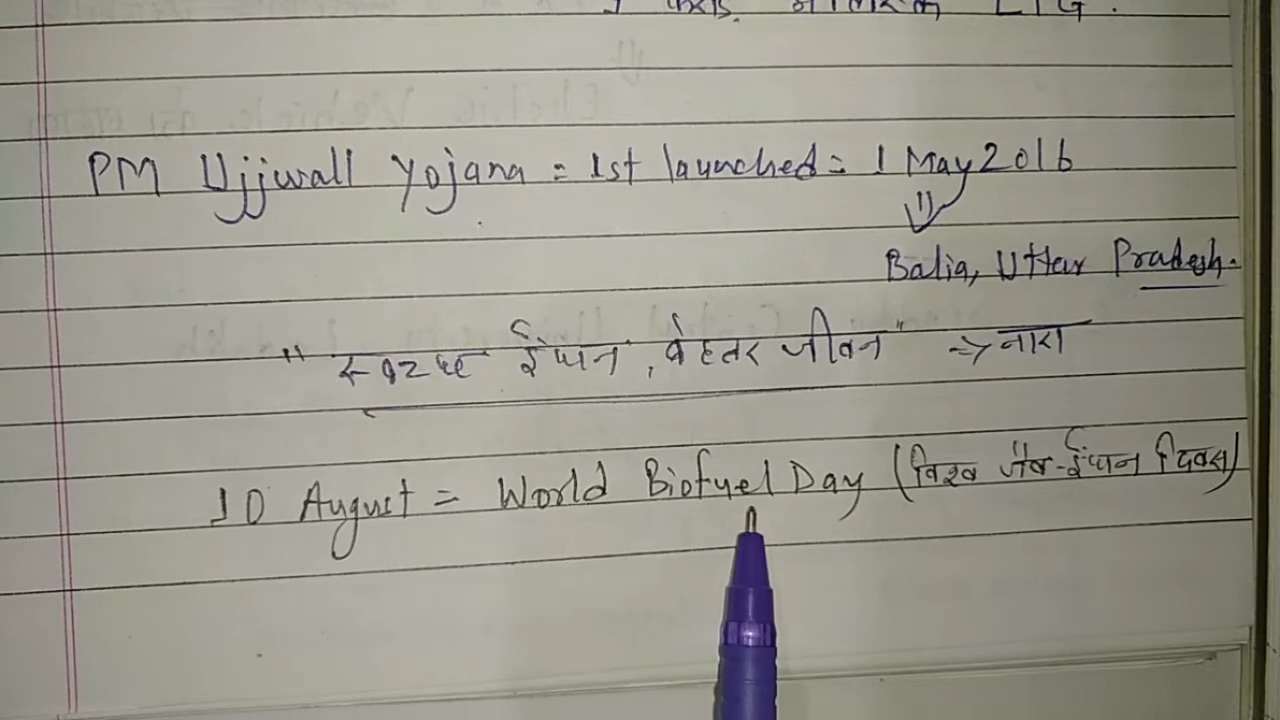 LPG.
PM Ujjwall Yojana = 1st launched = 1 May 2016
Balia, Uttar Pradesh.
"स्वच्छ ईंधन, बेहतर जीवन" => नारा
10 August = World Biofuel Day (विश्व जैव-ईंधन दिवस)